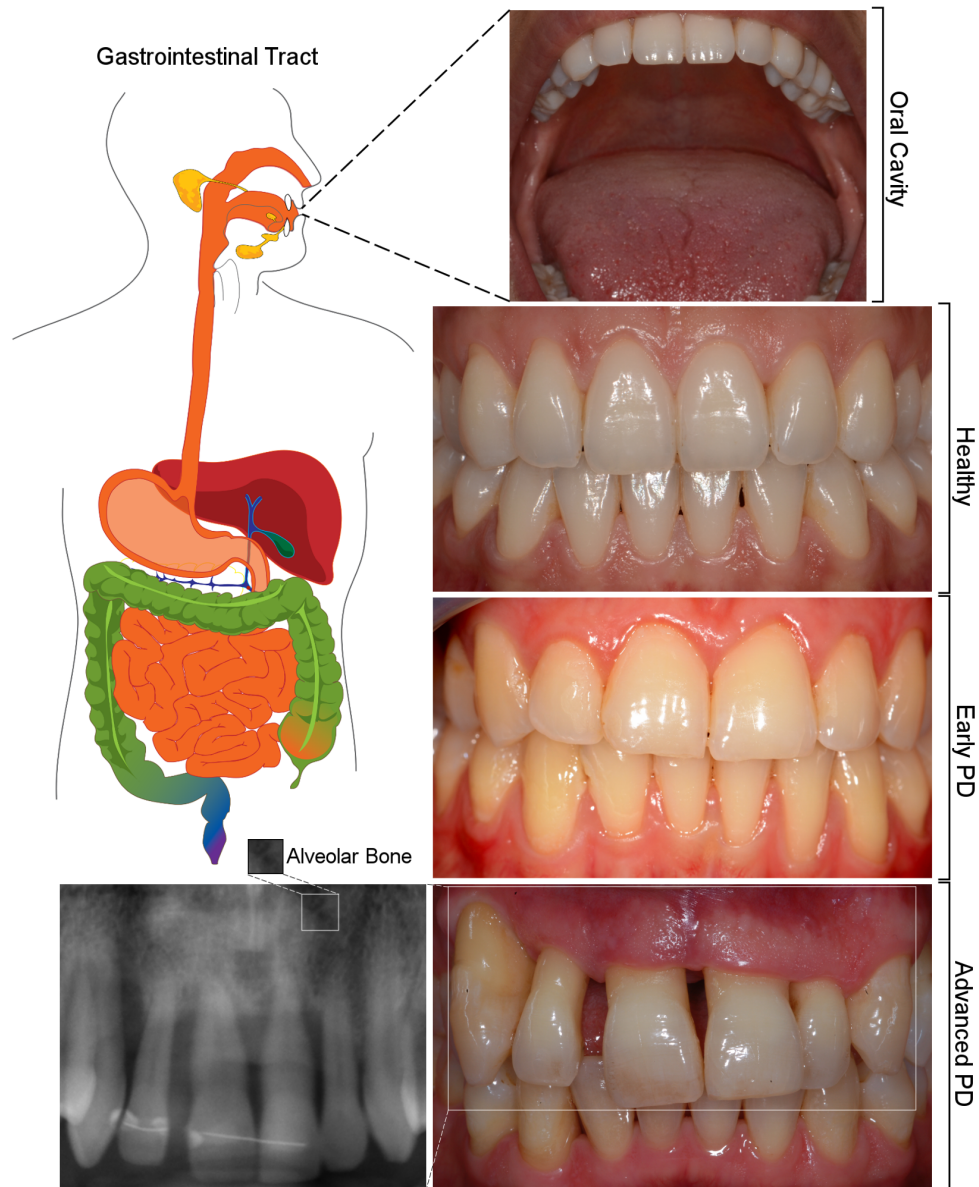 Gastrointestinal Tract
Oral Cavity
Healthy
Early PD
Alveolar Bone
Advanced PD